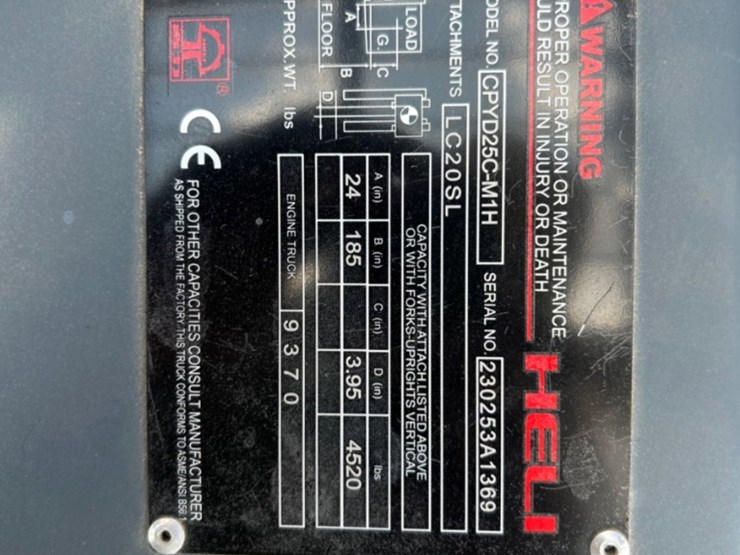 ⚠ WARNING
ROPER OPERATION OR MAINTENANCE
ULD RESULT IN INJURY OR DEATH
HELI
ODEL NO. CPYD25C-M1H SERIAL NO. 230253A1369
TACHMENTS LC20SL
CAPACITY WITH ATTACH.LISTED ABOVE
OR WITH FORKS-UPRIGHTS VERTICAL
LOAD
G C
A B
FLOOR D
A (in) B (in) C (in) D (in) lbs
24 185 3.95 4520
PPROX.WT. lbs ENGINE TRUCK 9370
®
CE FOR OTHER CAPACITIES CONSULT MANUFACTURER
AS SHIPPED FROM THE FACTORY. THIS TRUCK CONFORMS TO ASME/ANSI B56.1